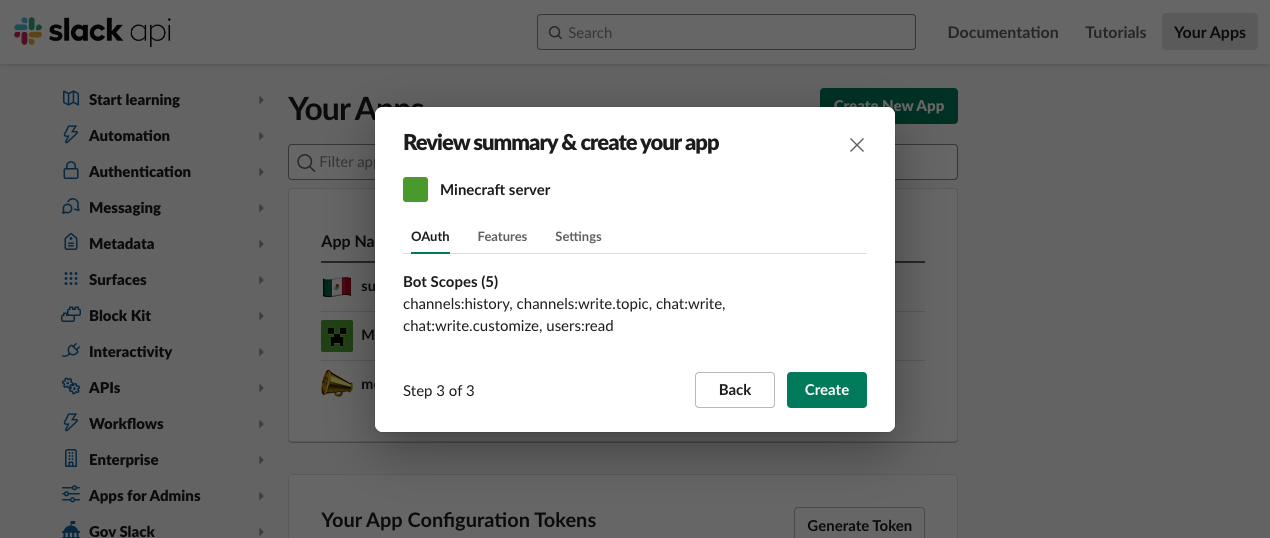 slack api
Search
Documentation
Tutorials
Your Apps
Start learning
Automation
Authentication
Messaging
Metadata
Surfaces
Block Kit
Interactivity
APIs
Workflows
Enterprise
Apps for Admins
Gov Slack
Your Apps
Create New App
Filter
App
Review summary & create your app
Minecraft server
OAuth
Features
Settings
Bot Scopes (5)
channels:history, channels:write.topic, chat:write,
chat:write.customize, users:read
Step 3 of 3
Back
Create
Your App Configuration Tokens
Generate Token